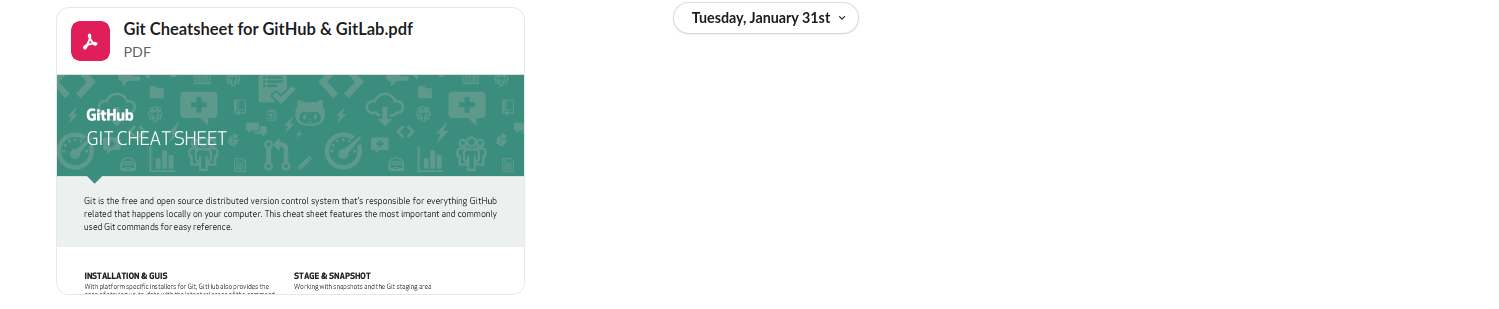 Tuesday, January 31st
Git Cheatsheet for GitHub & GitLab.pdf
PDF
GitHub
GIT CHEAT SHEET
Git is the free and open source distributed version control system that's responsible for everything GitHub
related that happens locally on your computer. This cheat sheet features the most important and commonly
used Git commands for easy reference.
INSTALLATION & GUIS
With platform specific installers for Git, GitHub also provides the
STAGE & SNAPSHOT
Working with snapshots and the Git staging area